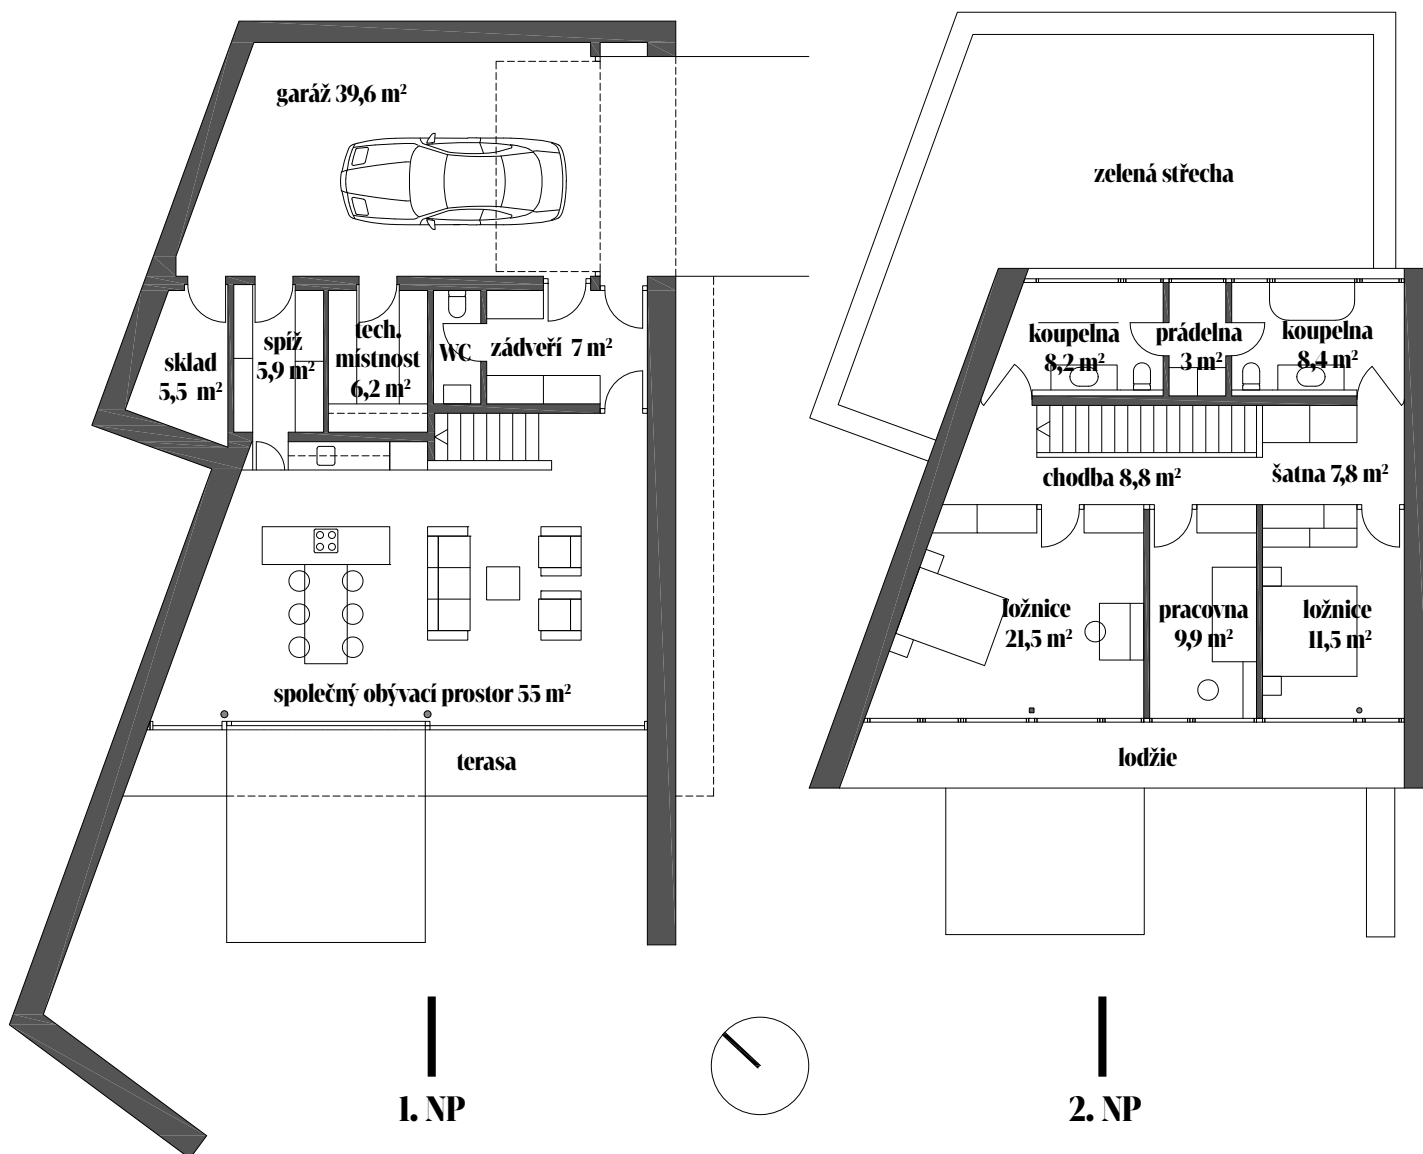 garáž 39,6 m²
sklad
5,5 m²
spíž
5,9 m²
tech.
místnost
6,2 m²
WC
zádveří 7 m²
společný obývací prostor 55 m²
terasa
1. NP
zelená střecha
koupelna
8,2 m²
prádelna
3 m²
koupelna
8,4 m²
chodba 8,8 m²
šatna 7,8 m²
ložnice
21,5 m²
pracovna
9,9 m²
ložnice
11,5 m²
lodžie
2. NP